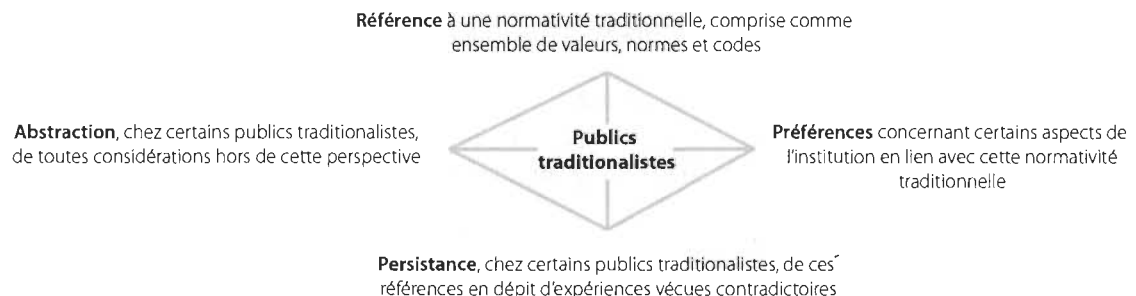 Référence à une normativité traditionnelle, comprise comme
ensemble de valeurs, normes et codes
Abstraction, chez certains publics traditionalistes,
de toutes considérations hors de cette perspective
Publics
traditionalistes
Préférences concernant certains aspects de
l'institution en lien avec cette normativité
traditionnelle
Persistance, chez certains publics traditionalistes, de ces
références en dépit d'expériences vécues contradictoires